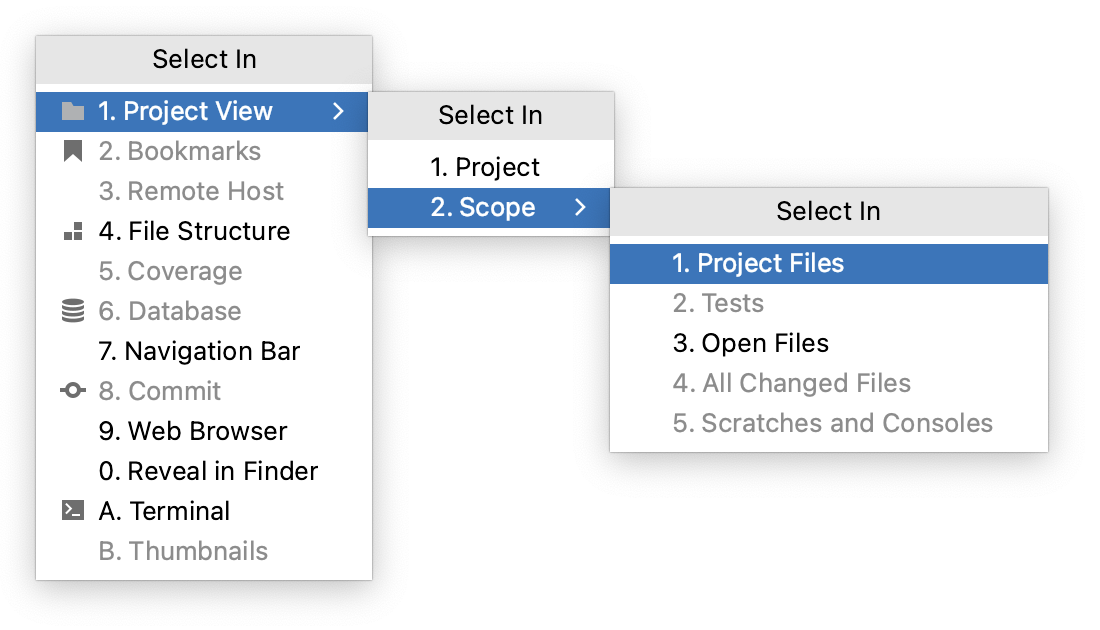 Select In
1. Project View
2. Bookmarks
3. Remote Host
4. File Structure
5. Coverage
6. Database
7. Navigation Bar
8. Commit
9. Web Browser
0. Reveal in Finder
A. Terminal
B. Thumbnails
Select In
1. Project
2. Scope
Select In
1. Project Files
2. Tests
3. Open Files
4. All Changed Files
5. Scratches and Consoles